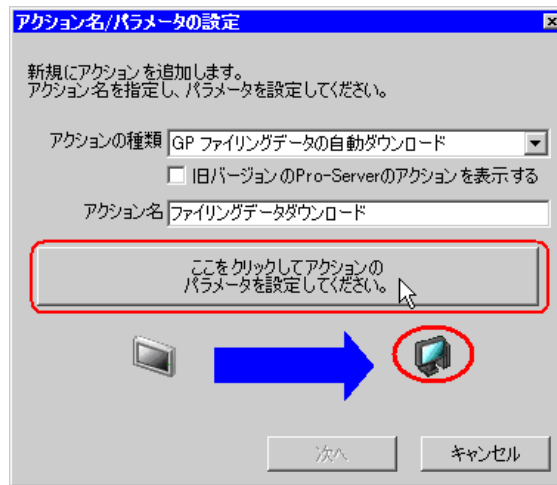 アクション名/パラメータの設定
新規にアクションを追加します。
アクション名を指定し、パラメータを設定してください。
アクションの種類 GP ファイリングデータの自動ダウンロード
旧バージョンのPro-Serverのアクションを表示する
アクション名 ファイリングデータダウンロード
ここをクリックしてアクションの
パラメータを設定してください。
次へ キャンセル